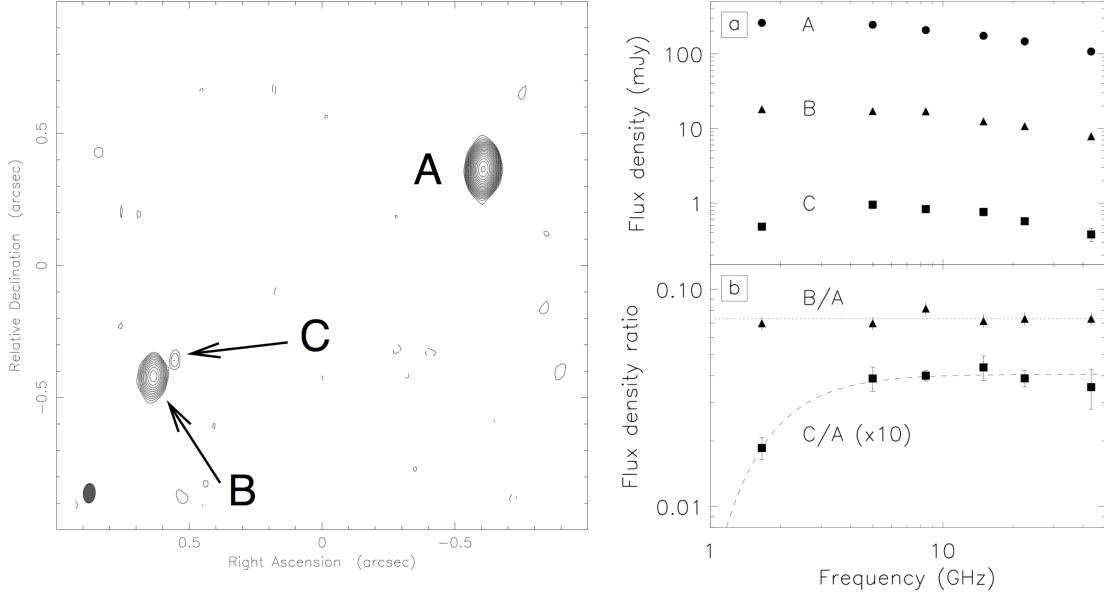 A
C
B
0.5
0
-0.5
Relative Declination (arcsec)
0.5
0
-0.5
Right Ascension (arcsec)
a
A
B
C
100
10
1
Flux density (mJy)
b
B/A
C/A (x10)
0.10
0.01
Flux density ratio
1
10
Frequency (GHz)